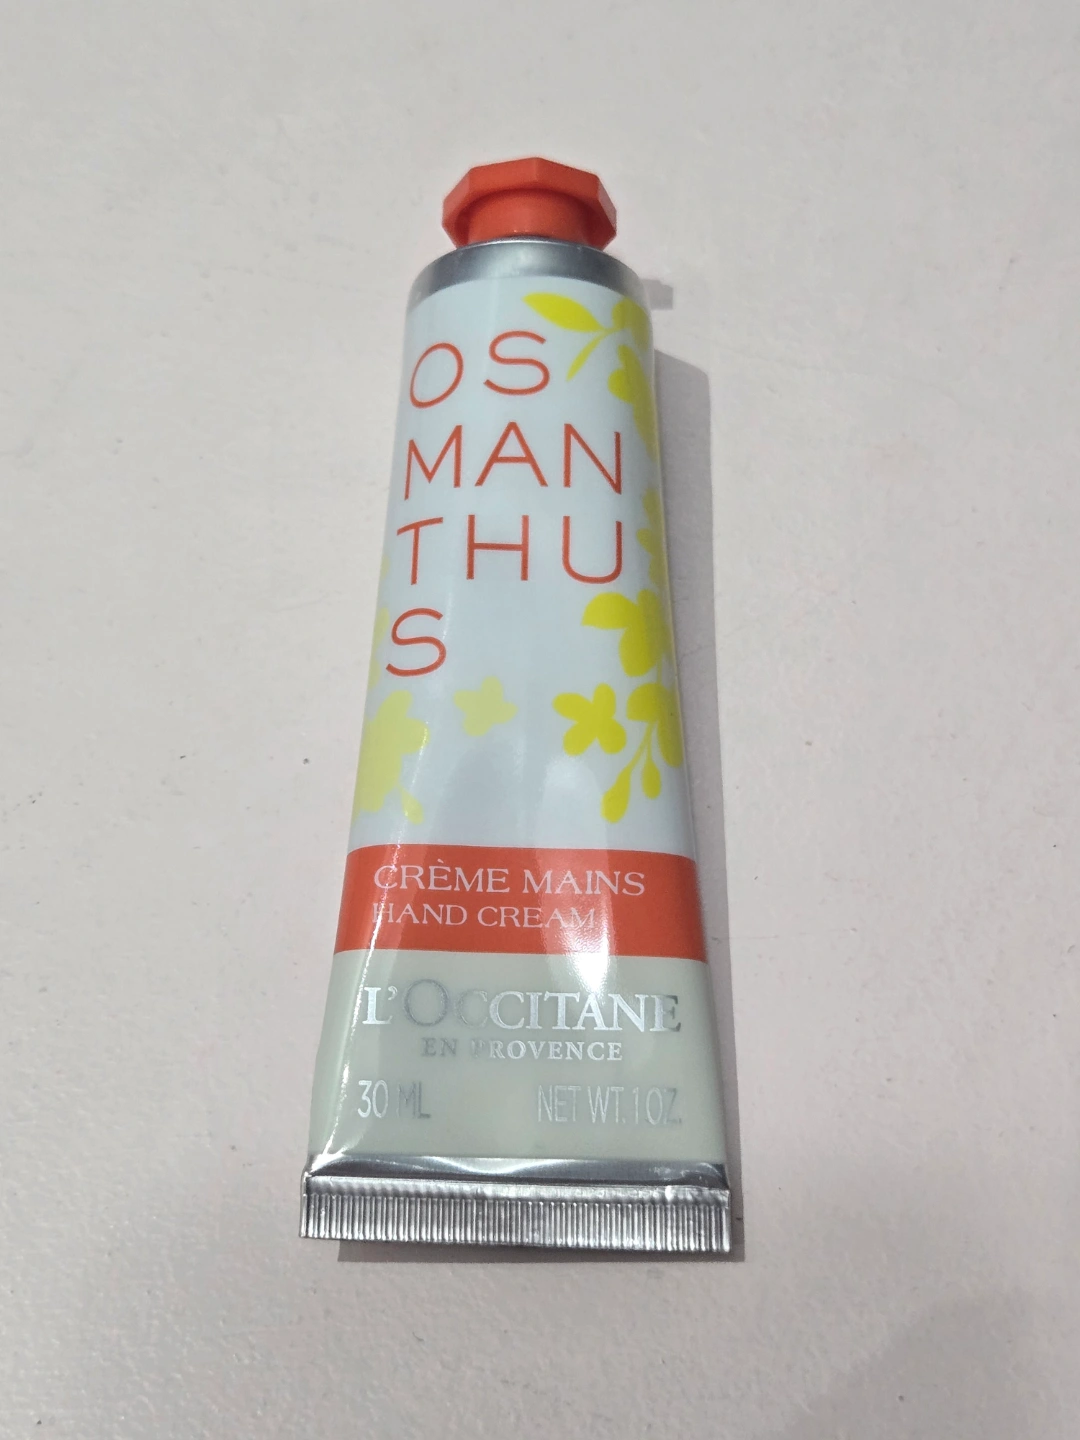 OS
MAN
THU
S
CRÈME MAINS
HAND CREAM
L'OCCITANE
EN PROVENCE
30 ML NET WT. 1 OZ.